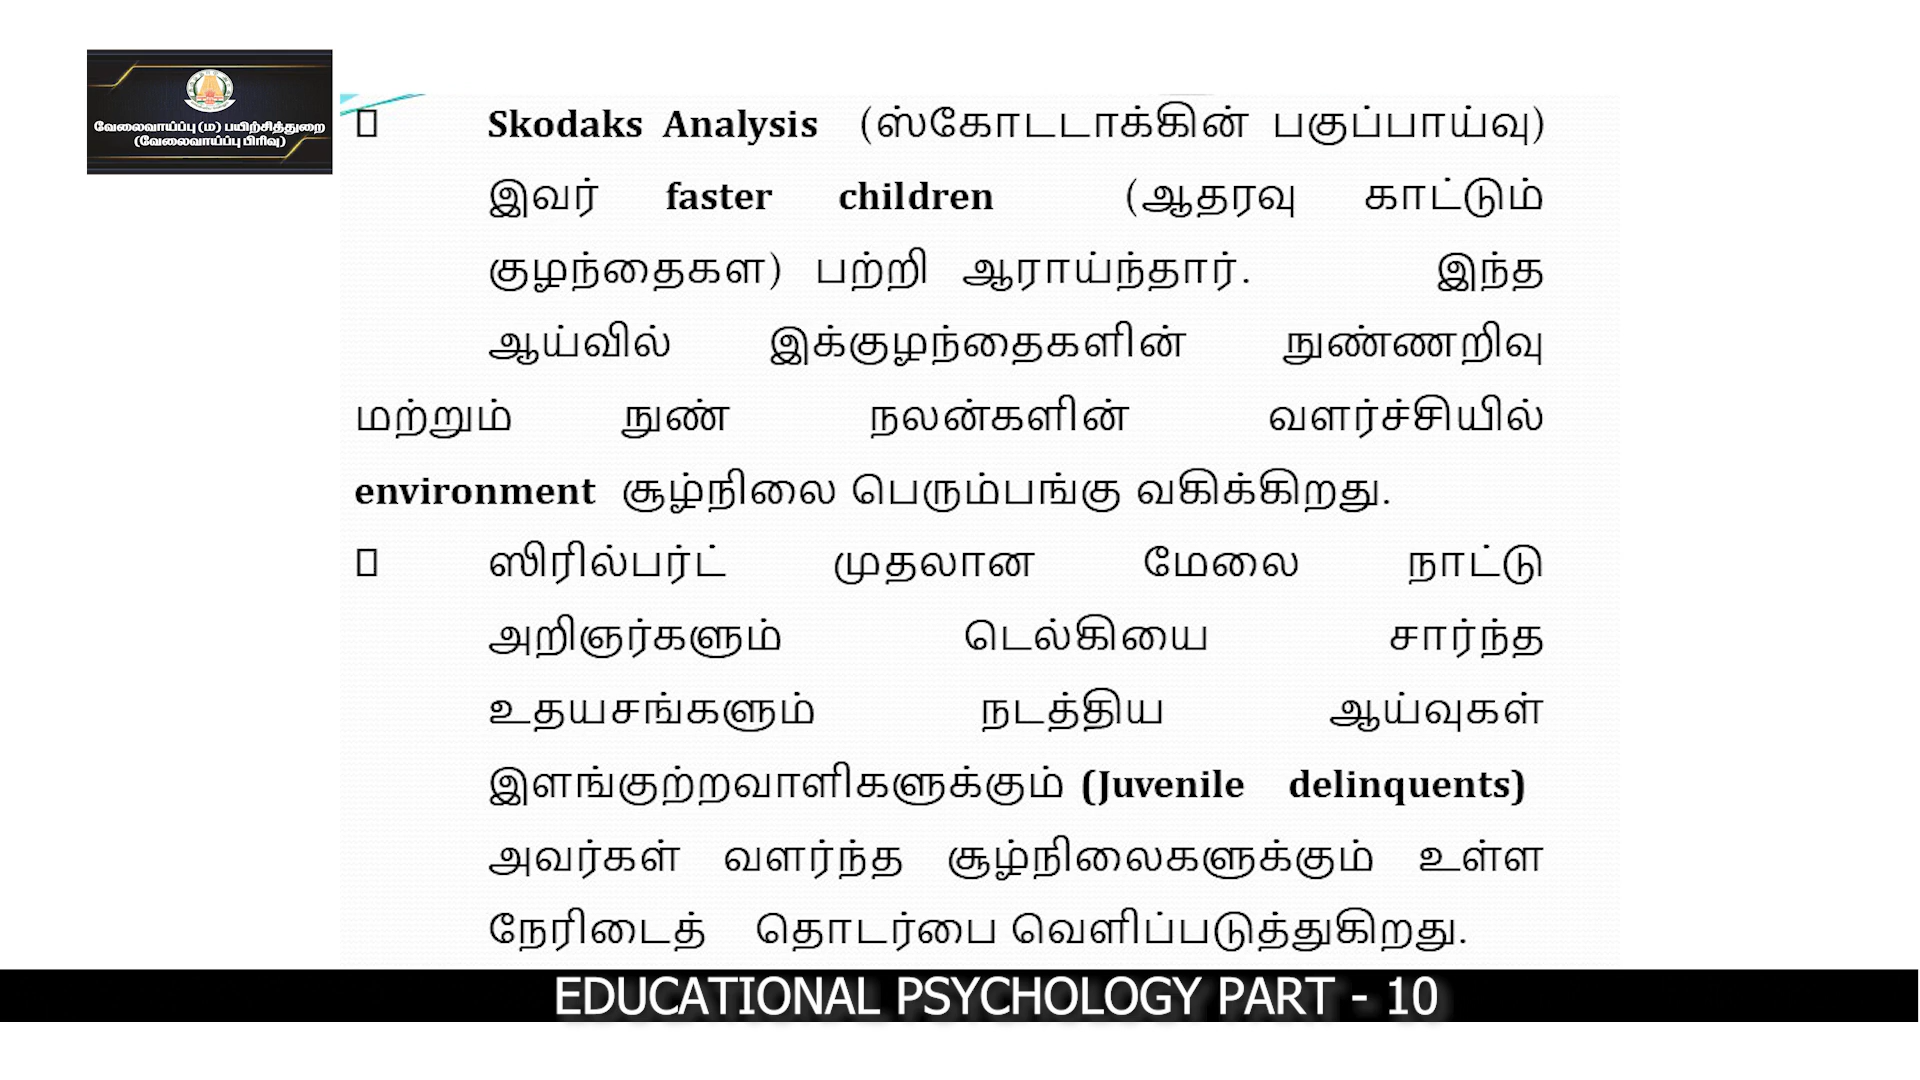 வேலைவாய்ப்பு (ம) பயிற்சித்துறை
(வேலைவாய்ப்பு பிரிவு)
Skodaks Analysis (ஸ்கோடடாக்கின் பகுப்பாய்வு)
இவர் faster children (ஆதரவு காட்டும்
குழந்தைகள) பற்றி ஆராய்ந்தார். இந்த
ஆய்வில் இக்குழந்தைகளின் நுண்ணறிவு
மற்றும் நுண் நலன்களின் வளர்ச்சியில்
environment சூழ்நிலை பெரும்பங்கு வகிக்கிறது.
ஸிரில்பர்ட் முதலான மேலை நாட்டு
அறிஞர்களும் டெல்கியை சார்ந்த
உதயசங்களும் நடத்திய ஆய்வுகள்
இளங்குற்றவாளிகளுக்கும் (Juvenile delinquents)
அவர்கள் வளர்ந்த சூழ்நிலைகளுக்கும் உள்ள
நேரிடைத் தொடர்பை வெளிப்படுத்துகிறது.
EDUCATIONAL PSYCHOLOGY PART - 10